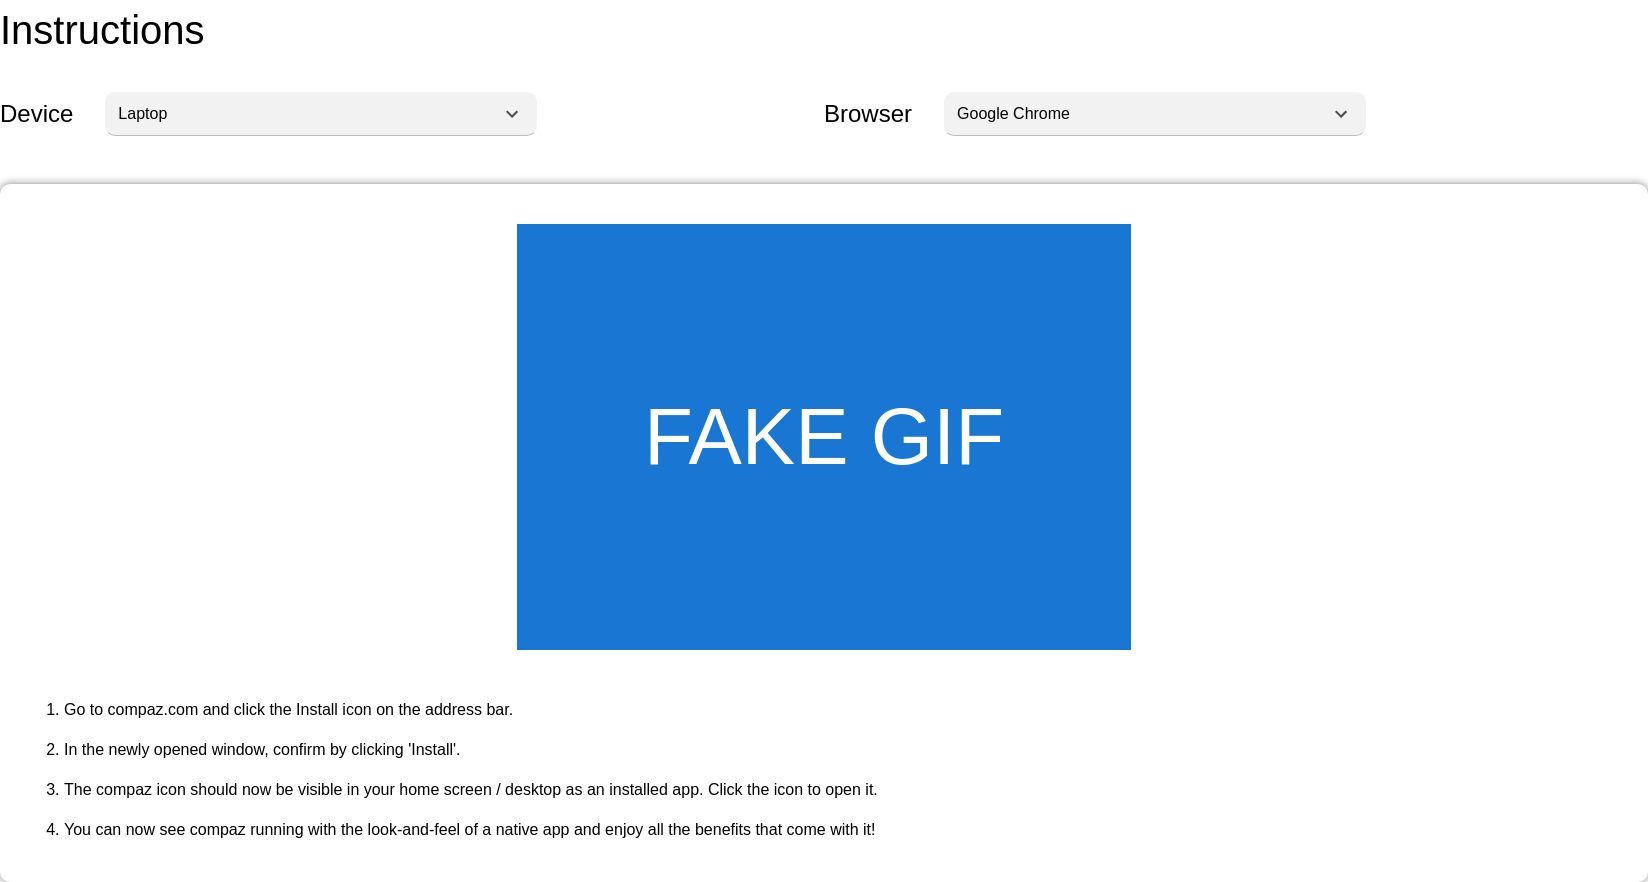 Instructions
Device
Laptop
Browser
Google Chrome
FAKE GIF
1. Go to compaz.com and click the Install icon on the address bar.
2. In the newly opened window, confirm by clicking 'Install'.
3. The compaz icon should now be visible in your home screen / desktop as an installed app. Click the icon to open it.
4. You can now see compaz running with the look-and-feel of a native app and enjoy all the benefits that come with it!